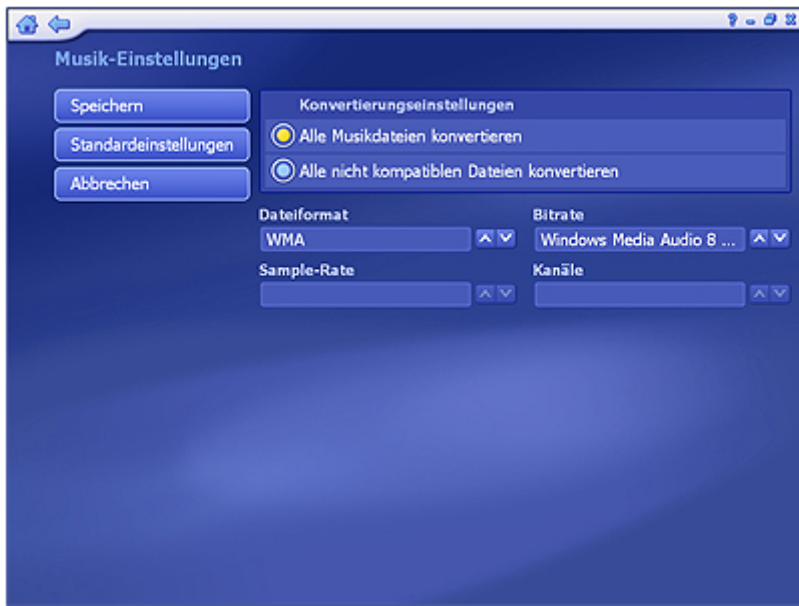 Musik-Einstellungen
Speichern
Standardeinstellungen
Abbrechen
Konvertierungseinstellungen
Alle Musikdateien konvertieren
Alle nicht kompatiblen Dateien konvertieren
Dateiformat
WMA
Bitrate
Windows Media Audio 8 ...
Sample-Rate
Kanäle